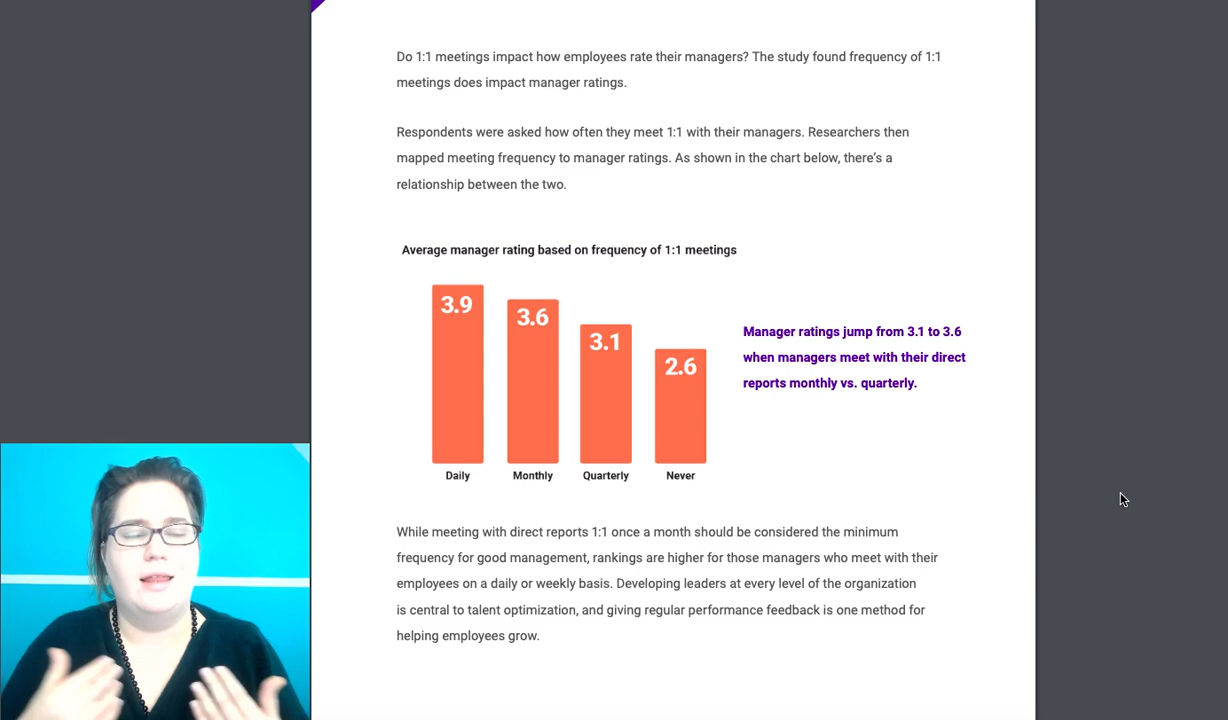 Do 1:1 meetings impact how employees rate their managers? The study found frequency of 1:1
meetings does impact manager ratings.
Respondents were asked how often they meet 1:1 with their managers. Researchers then
mapped meeting frequency to manager ratings. As shown in the chart below, there's a
relationship between the two.
Average manager rating based on frequency of 1:1 meetings
3.9
3.6
3.1
2.6
Daily
Monthly
Quarterly
Never
Manager ratings jump from 3.1 to 3.6
when managers meet with their direct
reports monthly vs. quarterly.
While meeting with direct reports 1:1 once a month should be considered the minimum
frequency for good management, rankings are higher for those managers who meet with their
employees on a daily or weekly basis. Developing leaders at every level of the organization
is central to talent optimization, and giving regular performance feedback is one method for
helping employees grow.